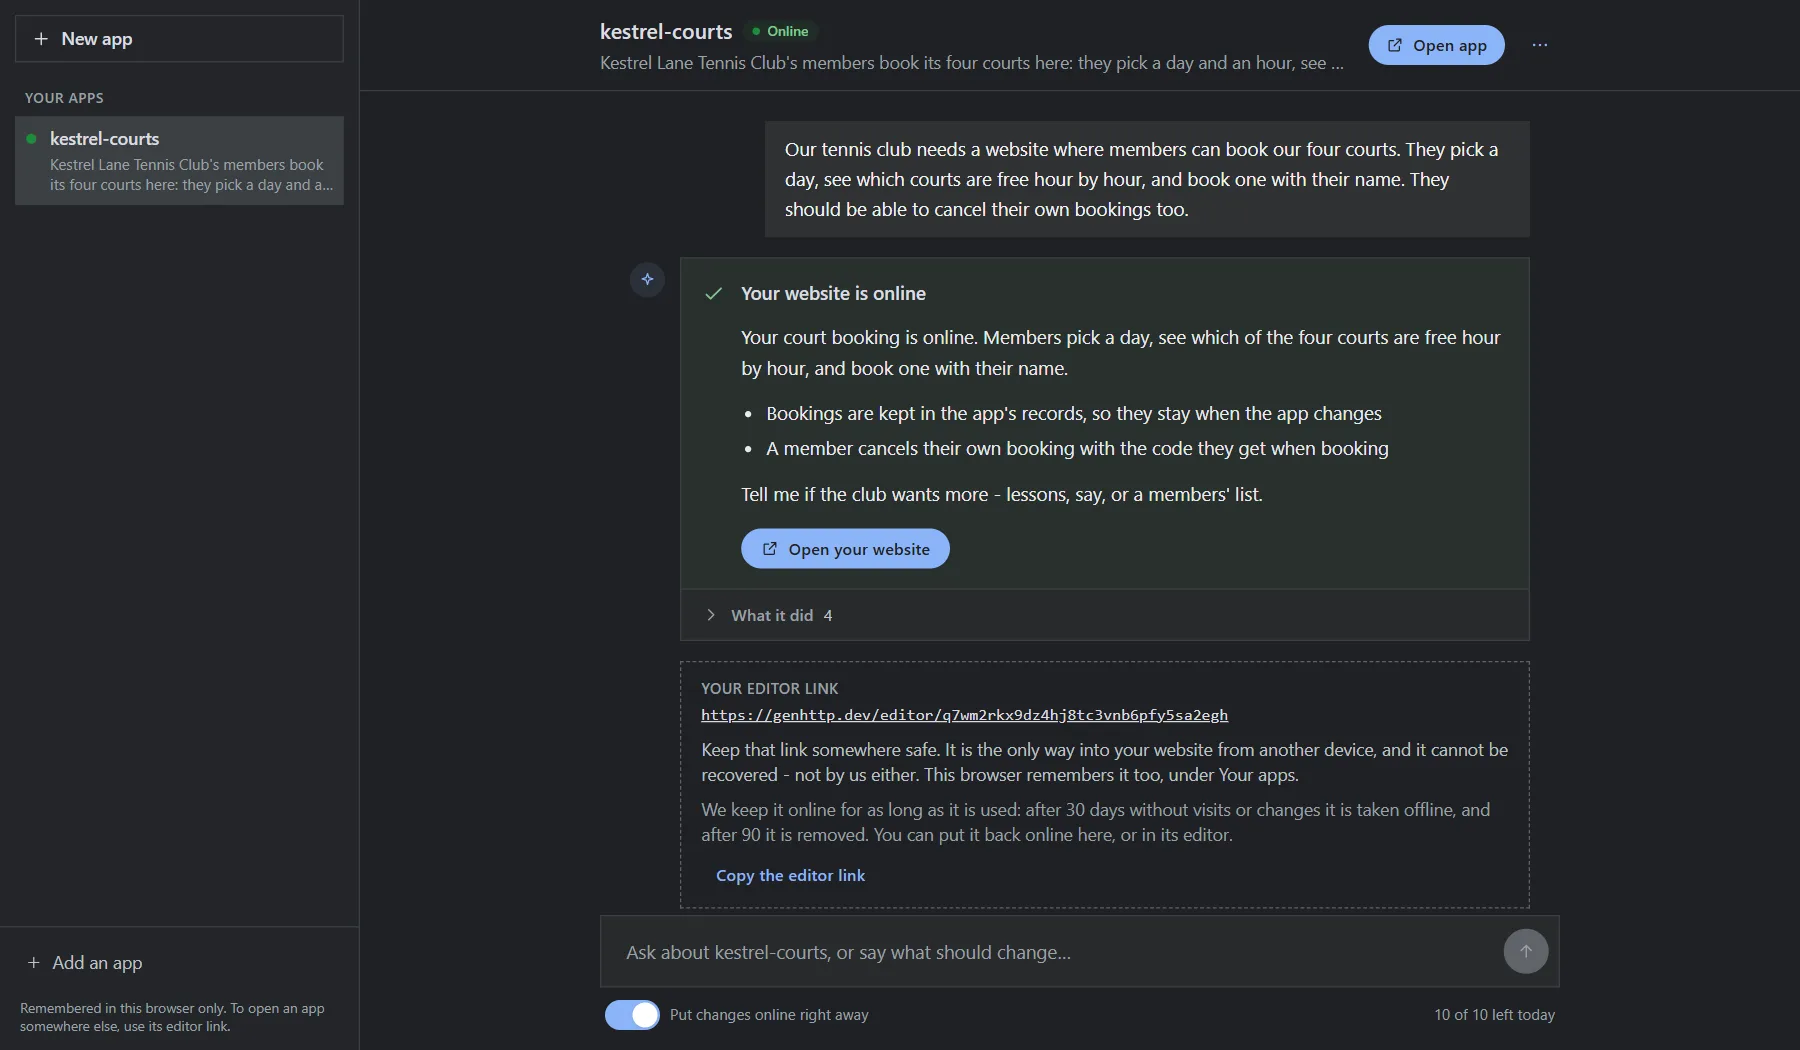 New app
YOUR APPS
kestrel-courts
Kestrel Lane Tennis Club's members book
its four courts here: they pick a day and a...
Add an app
Remembered in this browser only. To open an app
somewhere else, use its editor link.
kestrel-courts
Online
Kestrel Lane Tennis Club's members book its four courts here: they pick a day and an hour, see ...
Open app
Our tennis club needs a website where members can book our four courts. They pick a
day, see which courts are free hour by hour, and book one with their name. They
should be able to cancel their own bookings too.
Your website is online
Your court booking is online. Members pick a day, see which of the four courts are free hour
by hour, and book one with their name.
• Bookings are kept in the app's records, so they stay when the app changes
• A member cancels their own booking with the code they get when booking
Tell me if the club wants more - lessons, say, or a members' list.
Open your website
What it did 4
YOUR EDITOR LINK
https://genhttp.dev/editor/q7wm2rkx9dz4hj8tc3vnb6pfy5sa2egh
Keep that link somewhere safe. It is the only way into your website from another device, and it cannot be
recovered - not by us either. This browser remembers it too, under Your apps.
We keep it online for as long as it is used: after 30 days without visits or changes it is taken offline, and
after 90 it is removed. You can put it back online here, or in its editor.
Copy the editor link
Ask about kestrel-courts, or say what should change...
Put changes online right away
10 of 10 left today